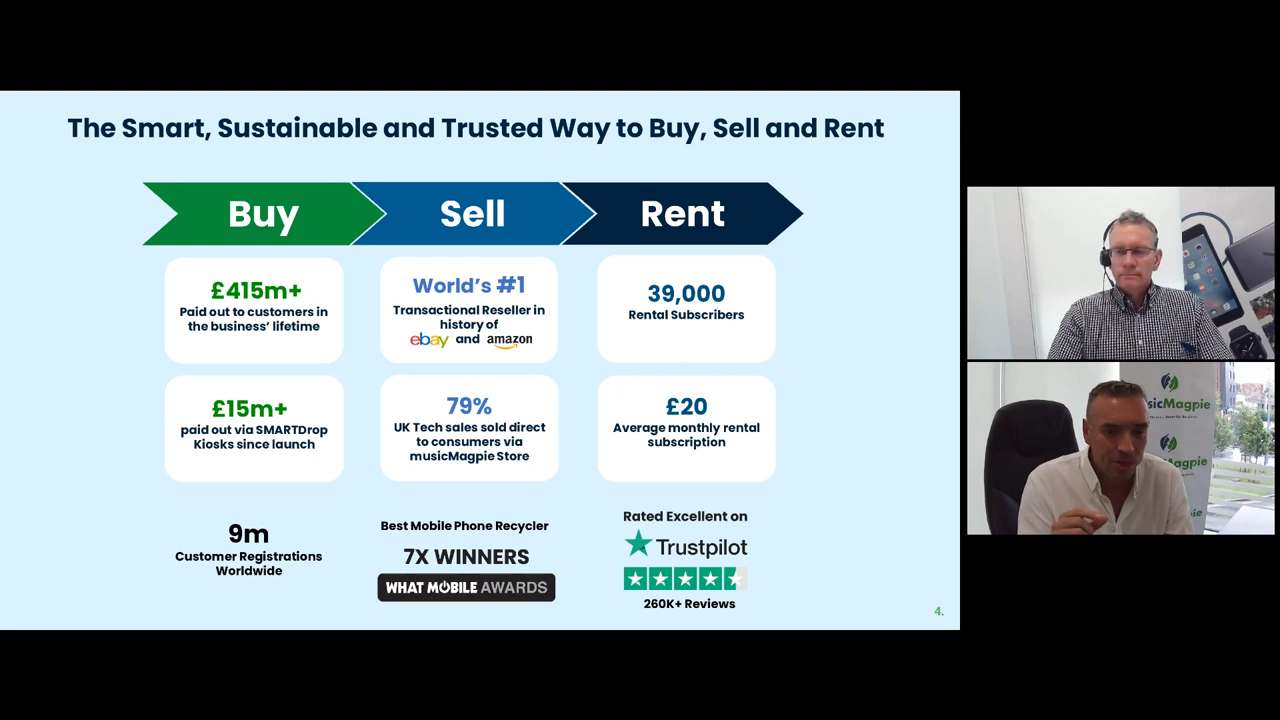 The Smart, Sustainable and Trusted Way to Buy, Sell and Rent
Buy
Sell
Rent
£415m+
Paid out to customers in
the business’ lifetime
World’s #1
Transactional Reseller in
history of
ebay and amazon
39,000
Rental Subscribers
£15m+
paid out via SMARTDrop
Kiosks since launch
79%
UK Tech sales sold direct
to consumers via
musicMagpie Store
£20
Average monthly rental
subscription
9m
Customer Registrations
Worldwide
Best Mobile Phone Recycler
7X WINNERS
WHAT MOBILE AWARDS
Rated Excellent on
Trustpilot
260K+ Reviews
4.
sicMagpie
agpie